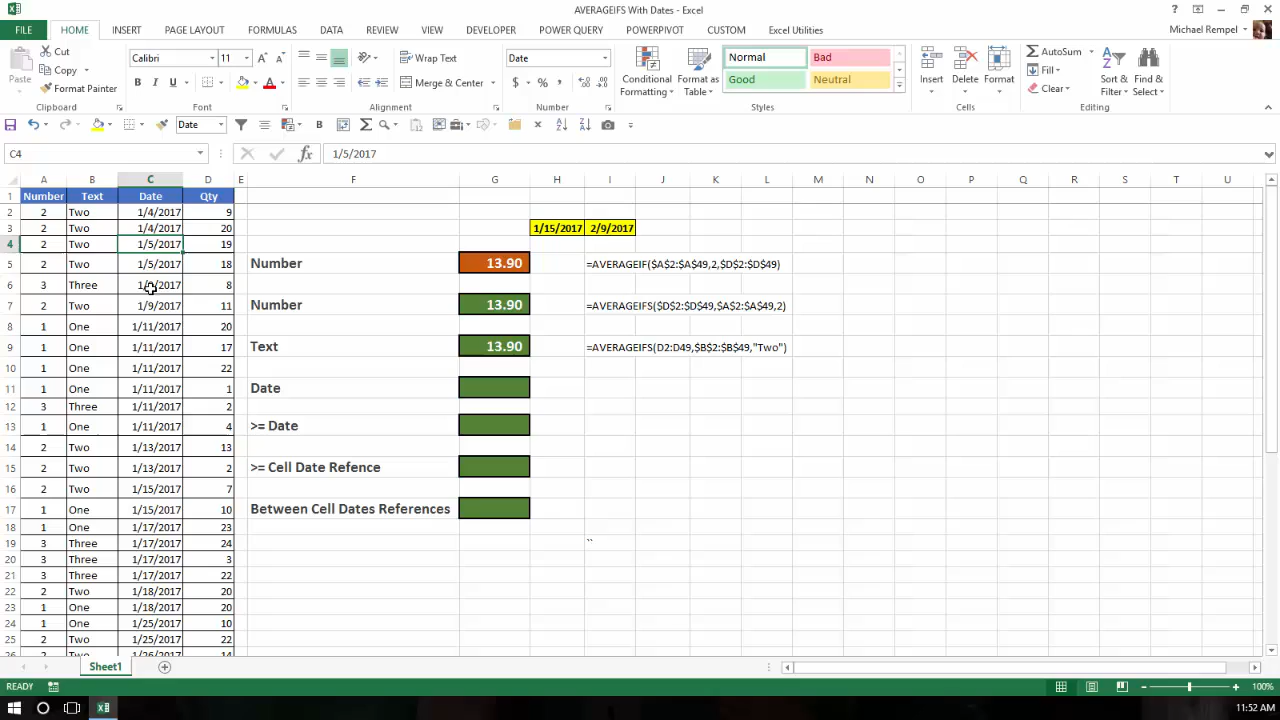 AVERAGEIFS With Dates - Excel
FILE HOME INSERT PAGE LAYOUT FORMULAS DATA REVIEW VIEW DEVELOPER POWER QUERY POWERPIVOT CUSTOM Excel Utilities Michael Rempel
Paste Cut Copy Format Painter
Calibri 11 Wrap Text Merge & Center Date
Conditional Formatting Format as Table Normal Bad Good Neutral
Insert Delete Format AutoSum Fill Clear Sort & Filter Find & Select
Clipboard Font Alignment Number Styles Cells Editing
Date
C4 fx 1/5/2017
A B C D E F G H I J K L M N O P Q R S T U
1 Number Text Date Qty
2 2 Two 1/4/2017 9
3 2 Two 1/4/2017 20 1/15/2017 2/9/2017
4 2 Two 1/5/2017 19
5 2 Two 1/5/2017 18 Number 13.90 =AVERAGEIF($A$2:$A$49,2,$D$2:$D$49)
6 3 Three 8
7 2 Two 1/9/2017 11 Number 13.90 =AVERAGEIFS($D$2:$D$49,$A$2:$A$49,2)
8 1 One 1/11/2017 20
9 1 One 1/11/2017 17 Text 13.90 =AVERAGEIFS(D2:D49,$B$2:$B$49,"Two")
10 1 One 1/11/2017 22
11 1 One 1/11/2017 1 Date
12 3 Three 1/11/2017 2
13 1 One 1/11/2017 4 >= Date
14 2 Two 1/13/2017 13
15 2 Two 1/13/2017 2 >= Cell Date Refence
16 2 Two 1/15/2017 7
17 1 One 1/15/2017 10 Between Cell Dates References
18 1 One 1/17/2017 23
19 3 Three 1/17/2017 24 ``
20 3 Three 1/17/2017 3
21 3 Three 1/17/2017 22
22 2 Two 1/18/2017 20
23 1 One 1/18/2017 20
24 1 One 1/25/2017 10
25 2 Two 1/25/2017 22
26 2 Two 1/26/2017 14
Sheet1
READY 100%
11:52 AM